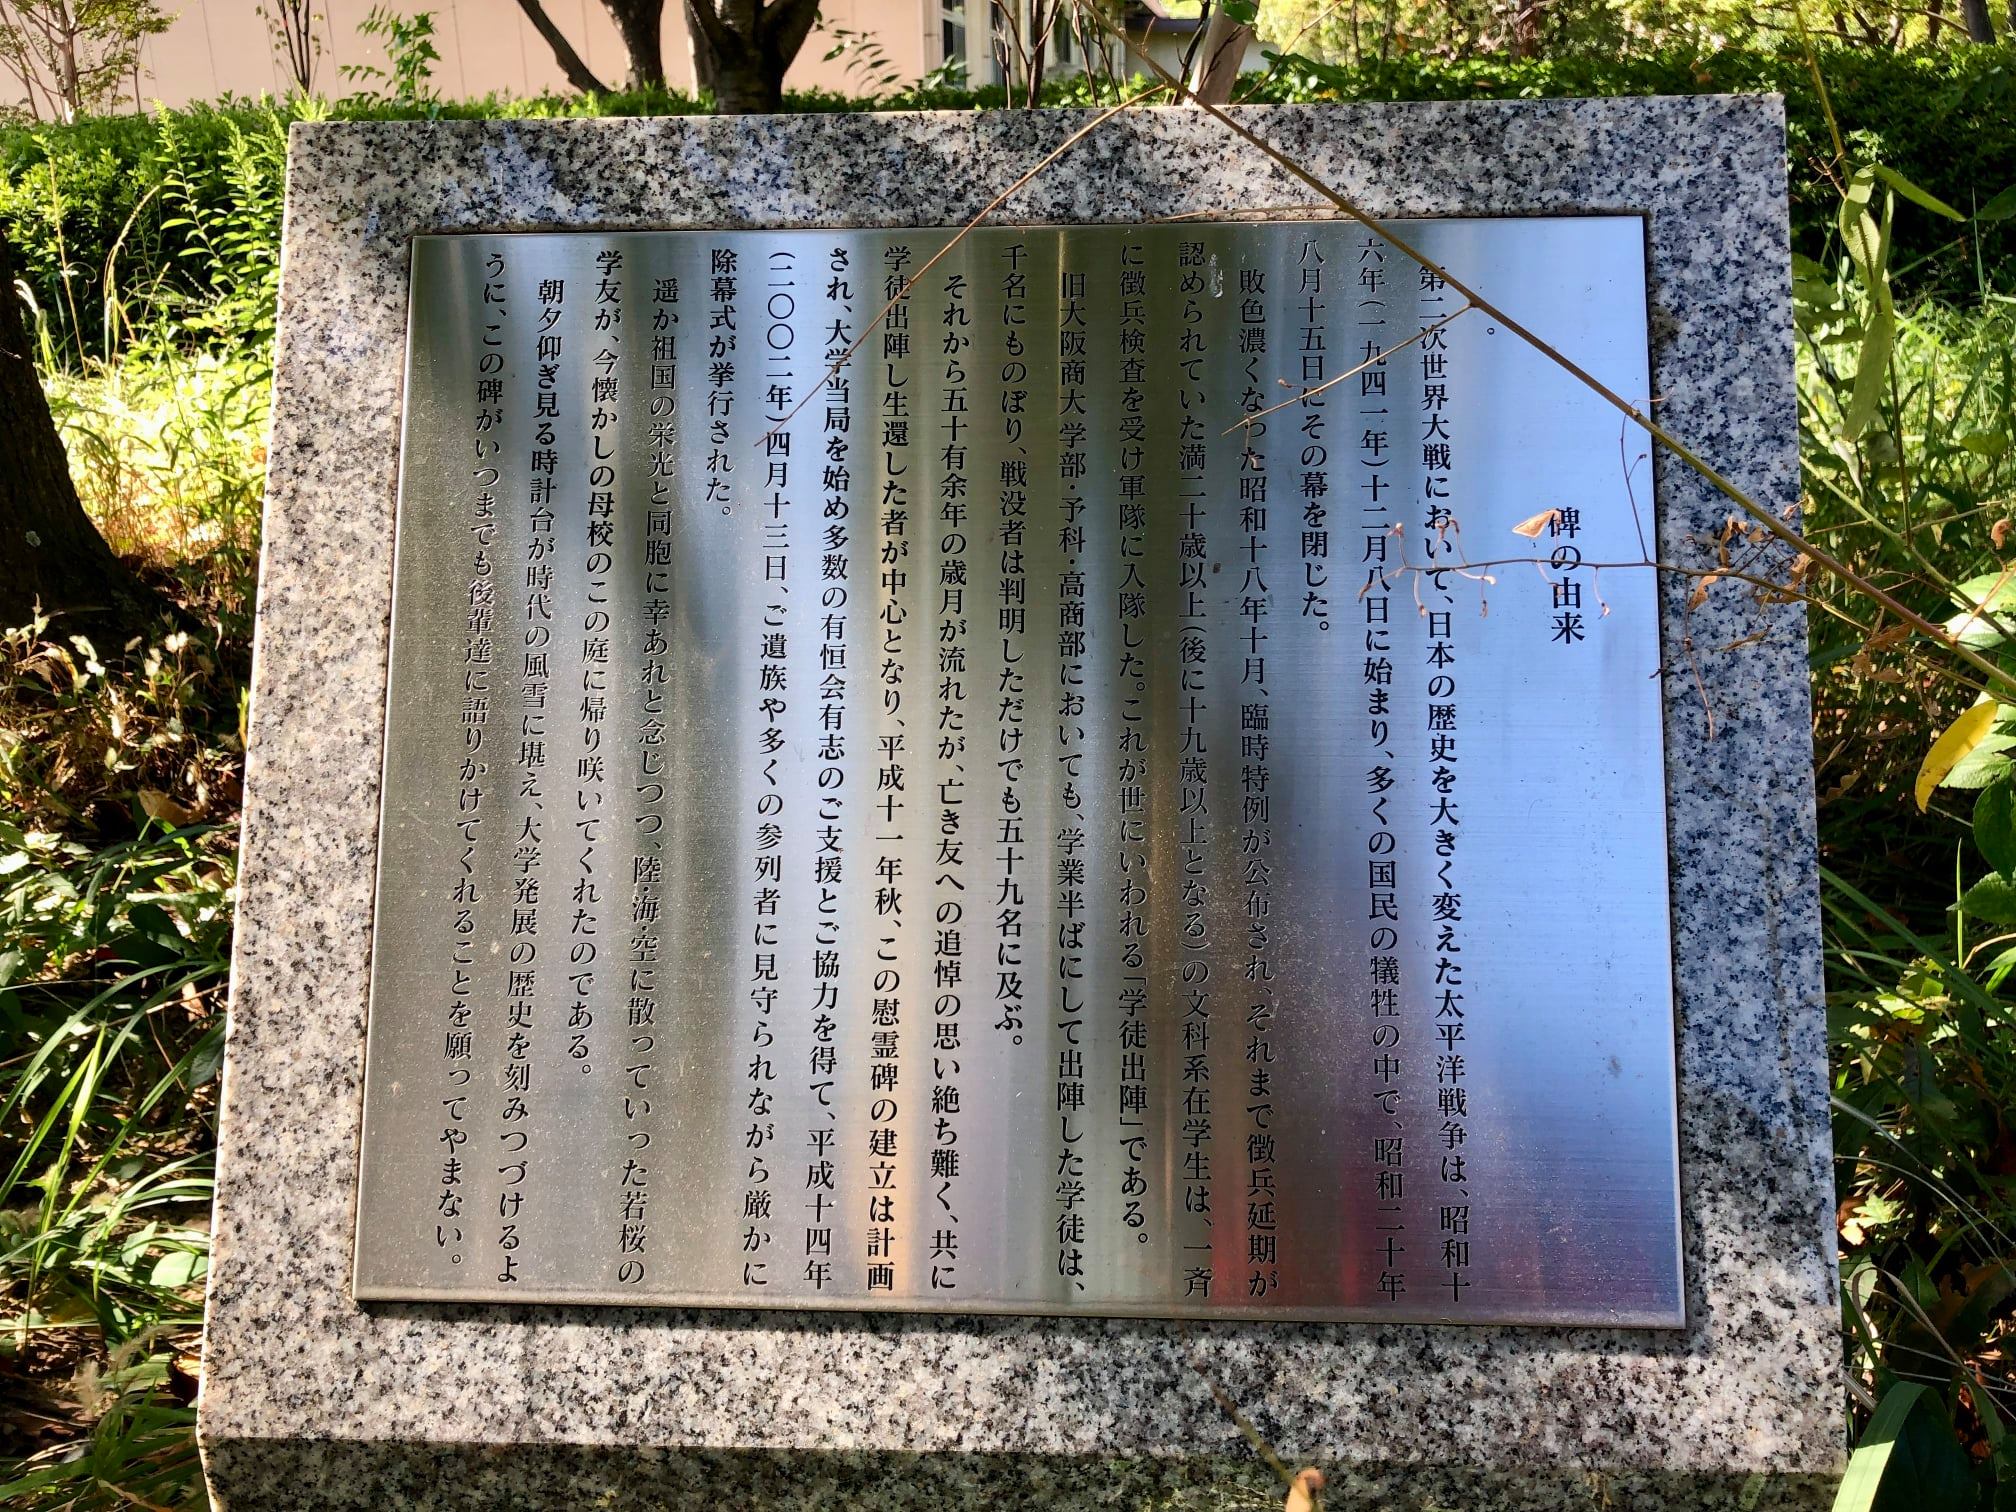 碑の由来
第二次世界大戦において、日本の歴史を大きく変えた太平洋戦争は、昭和十
六年(一九四一年)十二月八日に始まり、多くの国民の犠牲の中で、昭和二十年
八月十五日にその幕を閉じた。
敗色濃くなった昭和十八年十月、臨時特例が公布され、それまで徴兵延期が
認められていた満二十歳以上(後に十九歳以上となる)の文科系在学生は、一斉
に徴兵検査を受け軍隊に入隊した。これが世にいわれる「学徒出陣」である。
旧大阪商大学部・予科・高商部においても、学業半ばにして出陣した学徒は、
千名にものぼり、戦没者は判明しただけでも五十九名に及ぶ。
それから五十有余年の歳月が流れたが、亡き友への追悼の思い絶ち難く、共に
学徒出陣し生還した者が中心となり、平成十一年秋、この慰霊碑の建立は計画
され、大学当局を始め多数の有恒会有志のご支援とご協力を得て、平成十四年
(二〇〇二年)四月十三日、ご遺族や多くの参列者に見守られながら厳かに
除幕式が挙行された。
遥か祖国の栄光と同胞に幸あれと念じつつ、陸・海・空に散っていった若桜の
学友が、今懐かしの母校のこの庭に帰り咲いてくれたのである。
朝夕仰ぎ見る時計台が時代の風雪に堪え、大学発展の歴史を刻みつづけるよ
うに、この碑がいつまでも後輩達に語りかけてくれることを願ってやまない。